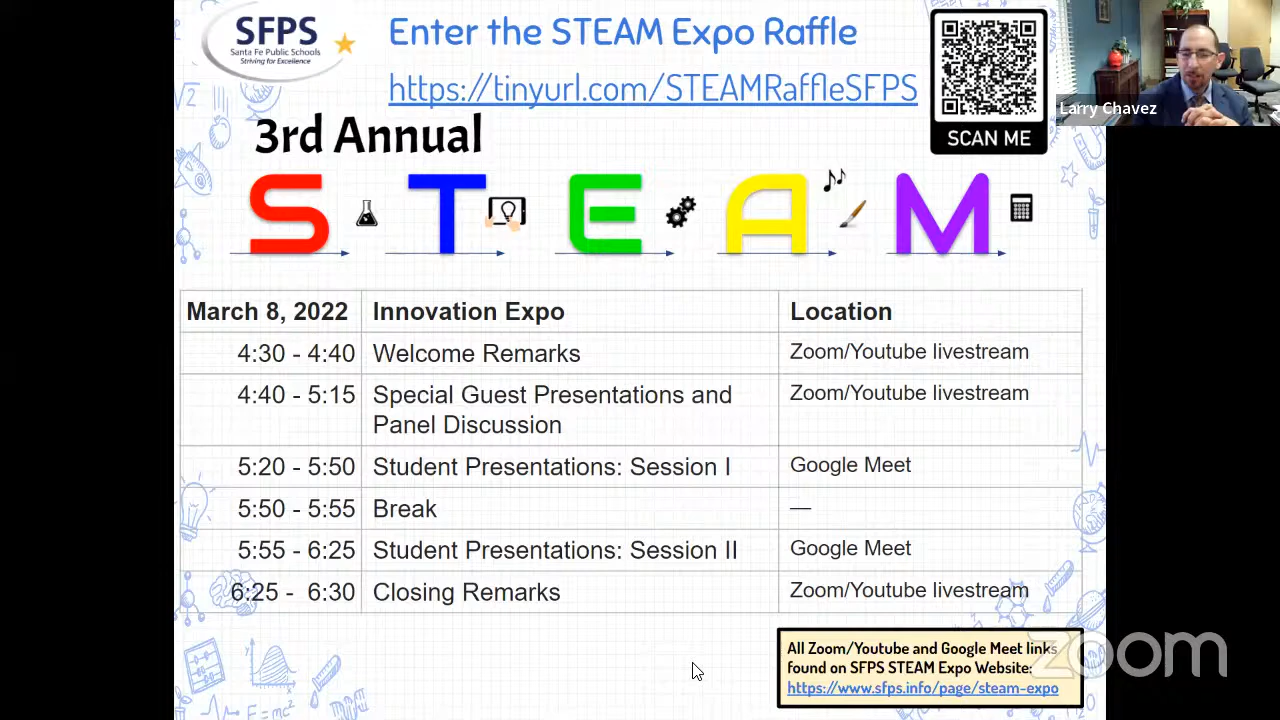 SFPS
Santa Fe Public Schools
Striving for Excellence
Enter the STEAM Expo Raffle
https://tinyurl.com/STEAMRaffleSFPS
SCAN ME
Larry Chavez
3rd Annual
S T E A M
March 8, 2022 Innovation Expo Location
4:30 - 4:40 Welcome Remarks Zoom/Youtube livestream
4:40 - 5:15 Special Guest Presentations and Zoom/Youtube livestream
Panel Discussion
5:20 - 5:50 Student Presentations: Session I Google Meet
5:50 - 5:55 Break —
5:55 - 6:25 Student Presentations: Session II Google Meet
6:25 - 6:30 Closing Remarks Zoom/Youtube livestream
All Zoom/Youtube and Google Meet links
found on SFPS STEAM Expo Website:
https://www.sfps.info/page/steam-expo
zoom
√2
y
x
E=mc²